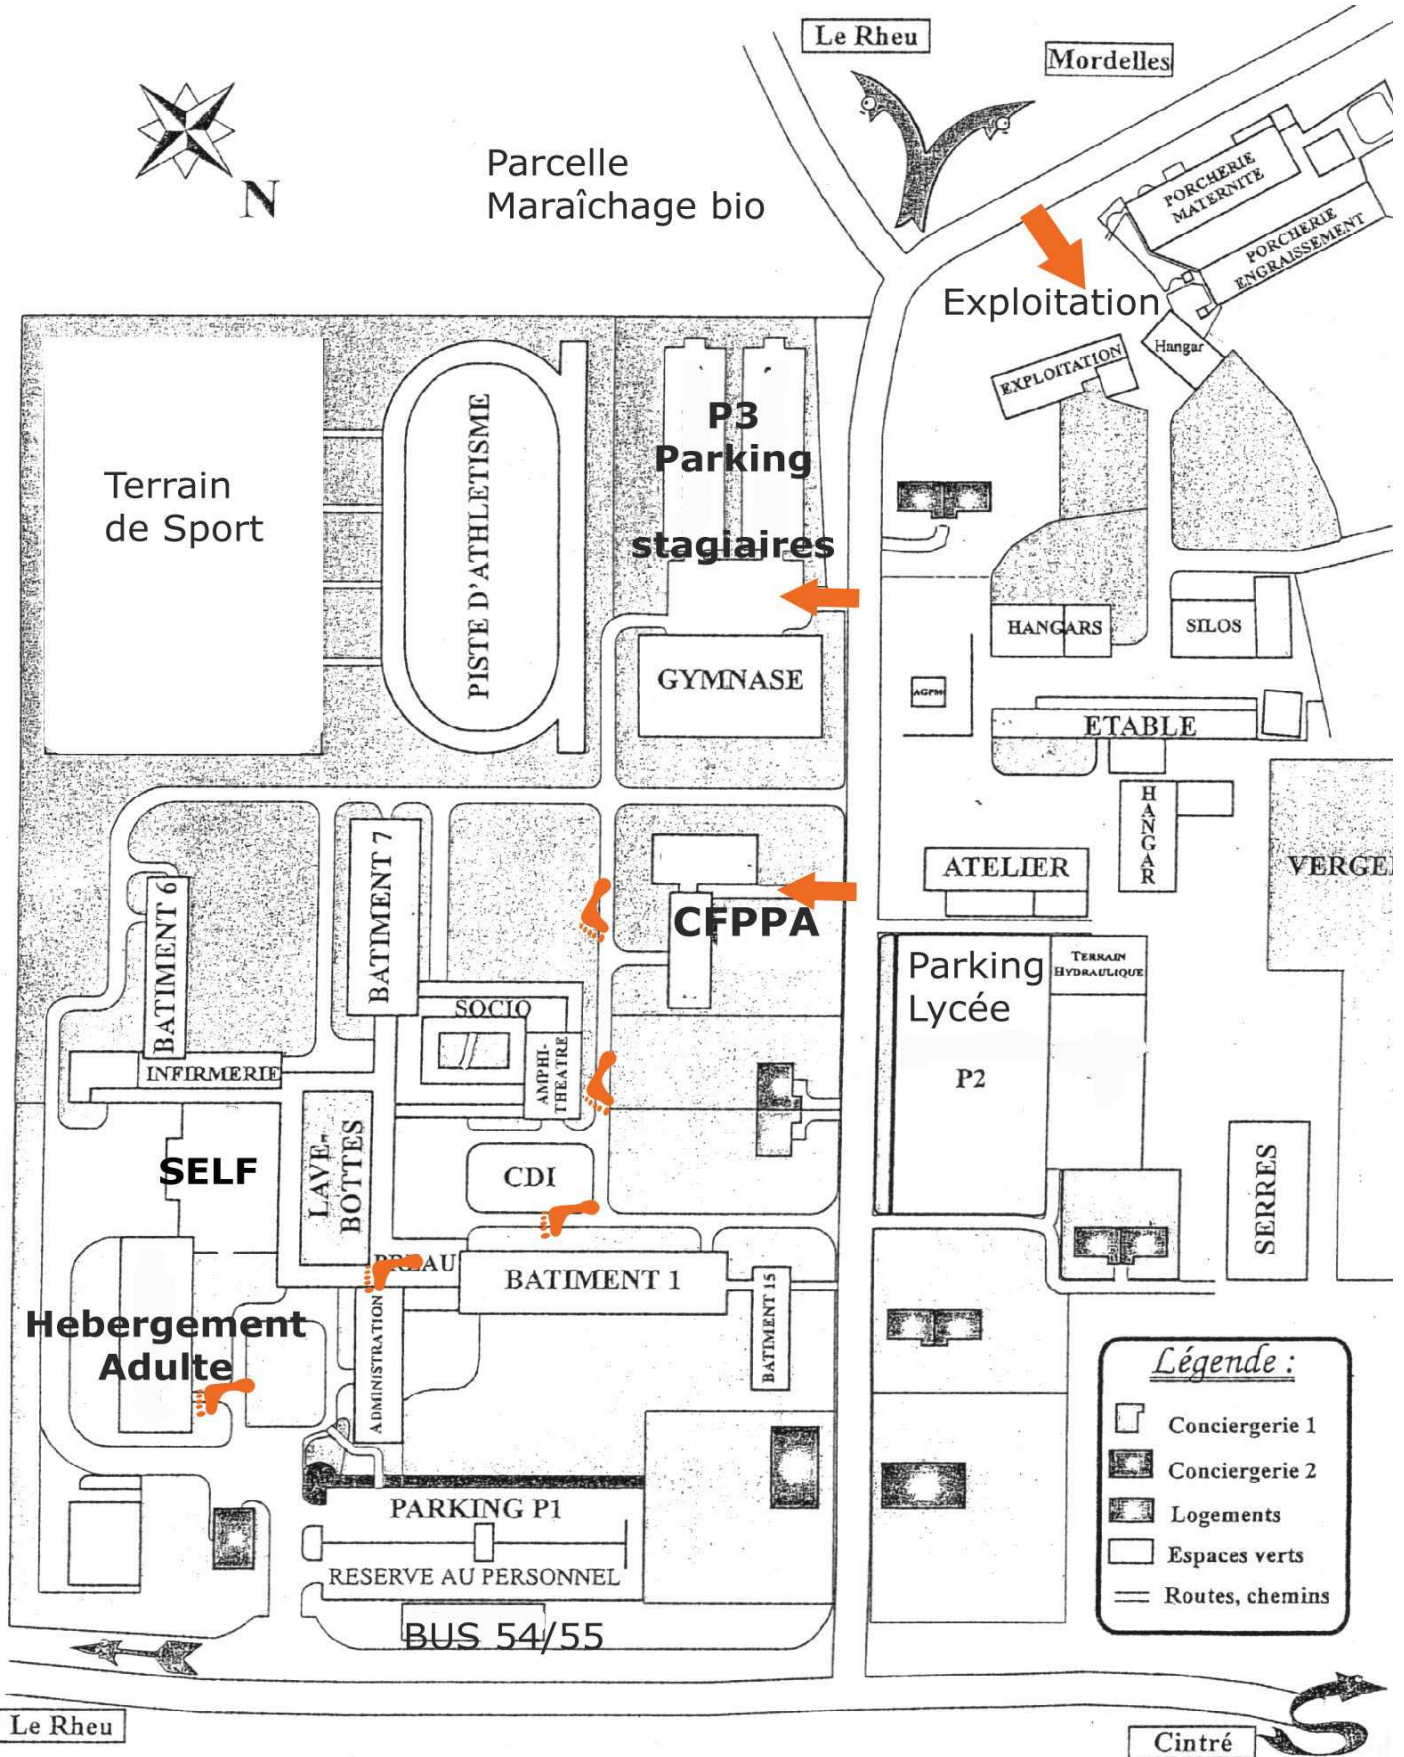 Le Rheu
Mordelles
N
Parcelle
Maraîchage bio
PORCHERIE
MATERNITE
PORCHERIE
ENGRAISSEMENT
Exploitation
EXPLOITATION
Hangar
Terrain
de Sport
PISTE D'ATHLETISME
P3
Parking
stagiaires
GYMNASE
HANGARS
SILOS
AGPM
ETABLE
HANGAR
ATELIER
VERGE
BATIMENT 6
BATIMENT 7
CFPPA
Parking
Lycée
P2
TERRAIN
HYDRAULIQUE
SOCIO
AMPHI-
THEATRE
INFIRMERIE
SELF
LAVE-
BOTTES
CDI
SERRES
PREAU
BATIMENT 1
BATIMENT 15
Hebergement
Adulte
ADMINISTRATION
PARKING P1
RESERVE AU PERSONNEL
BUS 54/55
Légende :
Conciergerie 1
Conciergerie 2
Logements
Espaces verts
Routes, chemins
Le Rheu
Cintré